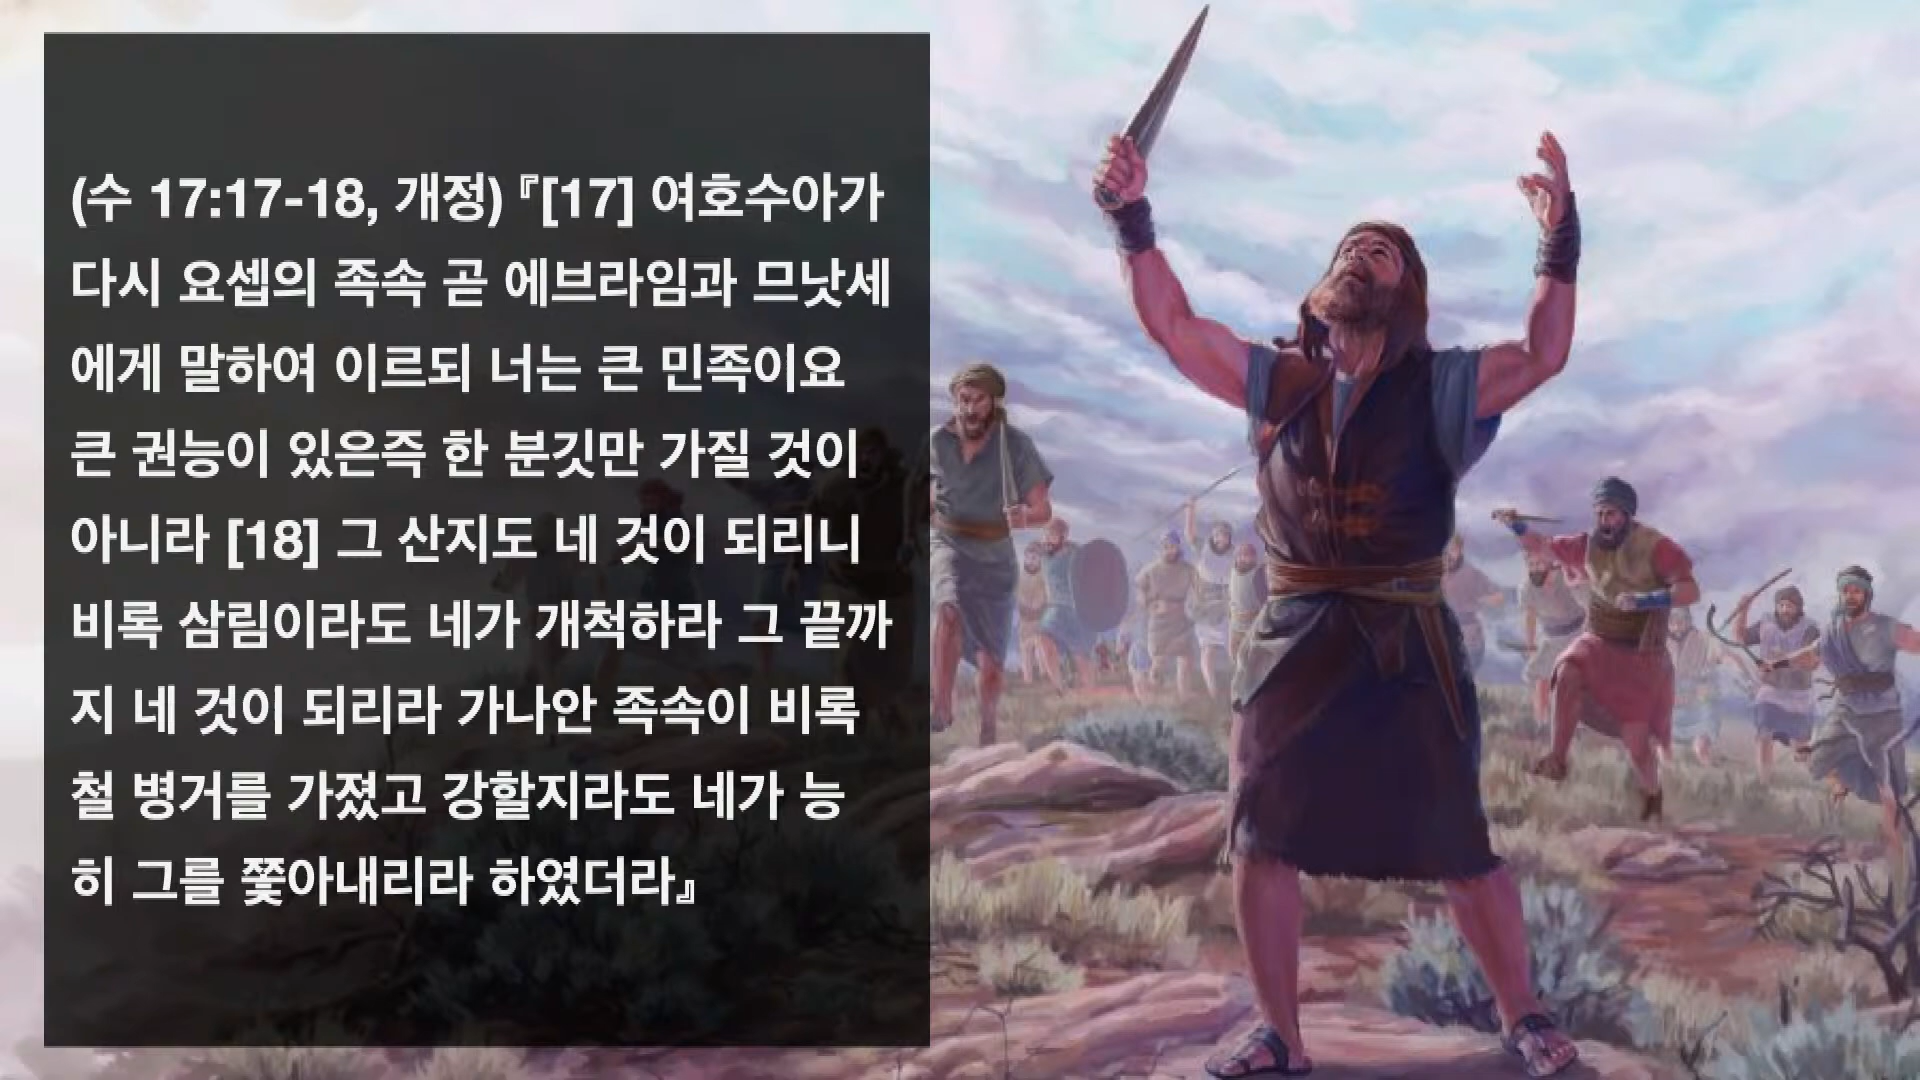 (수 17:17-18, 개정)『[17] 여호수아가
다시 요셉의 족속 곧 에브라임과 므낫세
에게 말하여 이르되 너는 큰 민족이요
큰 권능이 있은즉 한 분깃만 가질 것이
아니라 [18] 그 산지도 네 것이 되리니
비록 삼림이라도 네가 개척하라 그 끝까
지 네 것이 되리라 가나안 족속이 비록
철 병거를 가졌고 강할지라도 네가 능
히 그를 쫓아내리라 하였더라』